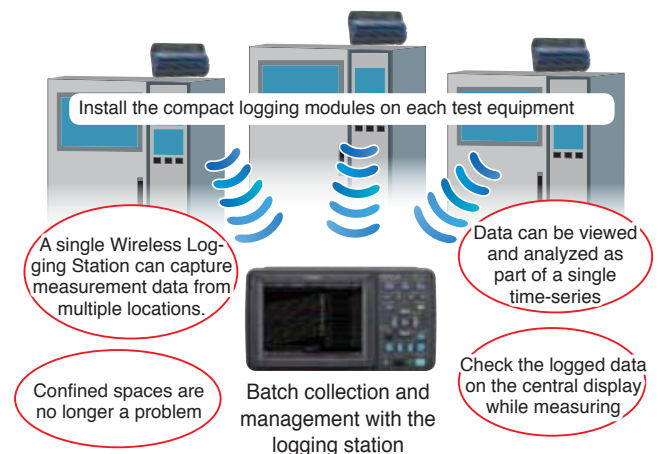 Install the compact logging modules on each test equipment
A single Wireless Log-
ging Station can capture
measurement data from
multiple locations.
Data can be viewed
and analyzed as
part of a single
time-series
Confined spaces are
no longer a problem
Batch collection and
management with the
logging station
Check the logged data
on the central display
while measuring